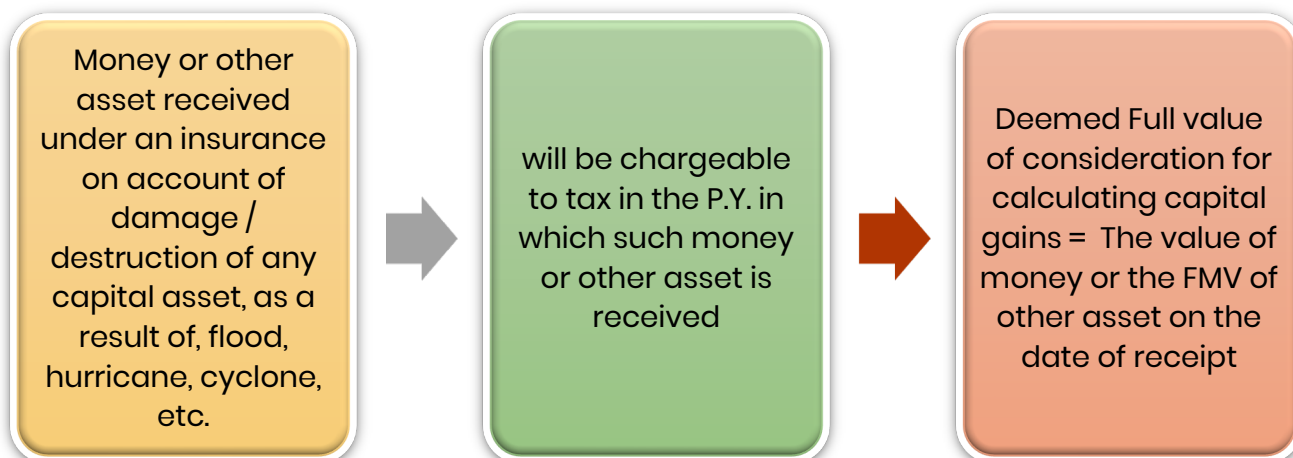 Money or other
asset received
under an insurance
on account of
damage /
destruction of any
capital asset, as a
result of, flood,
hurricane, cyclone,
etc.
will be chargeable
to tax in the P.Y. in
which such money
or other asset is
received
Deemed Full value
of consideration for
calculating capital
gains = The value of
money or the FMV of
other asset on the
date of receipt